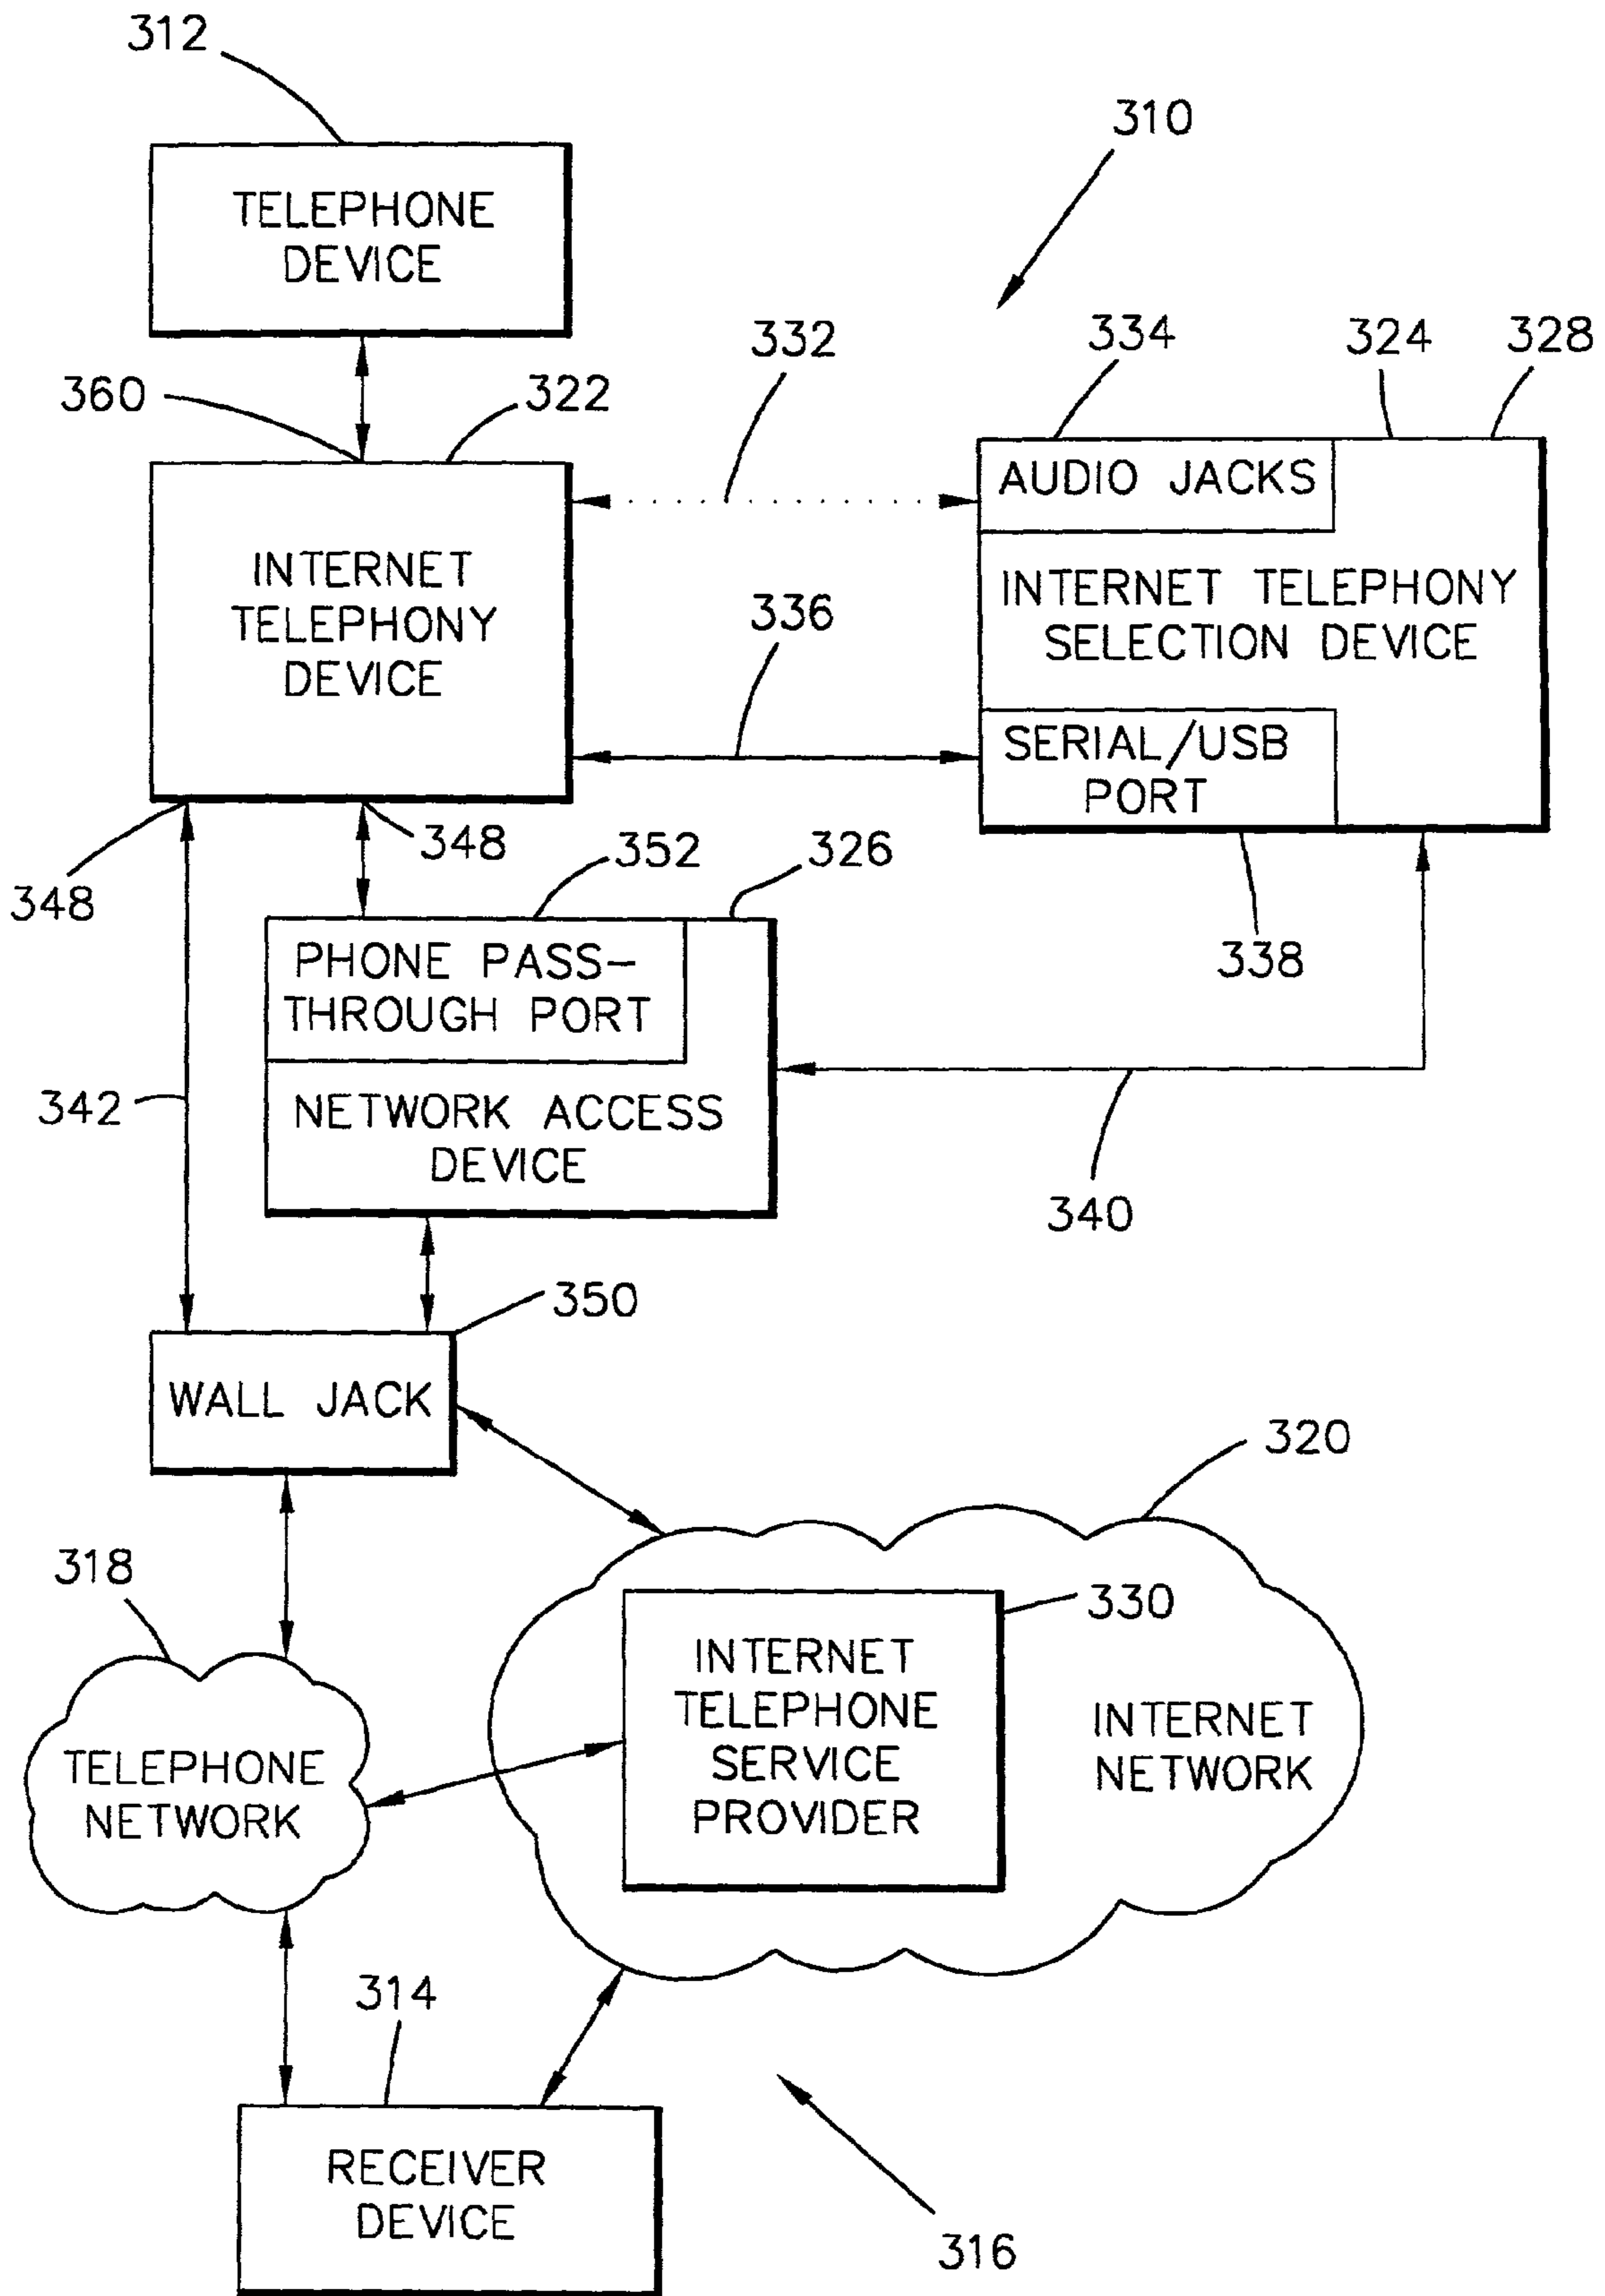 312
310
TELEPHONE
DEVICE
332
334
324
328
360
322
AUDIO JACKS
INTERNET
TELEPHONY
DEVICE
INTERNET TELEPHONY
SELECTION DEVICE
336
SERIAL/USB
PORT
348
348
352
326
338
PHONE PASS-
THROUGH PORT
342
NETWORK ACCESS
DEVICE
340
350
WALL JACK
320
318
330
INTERNET
TELEPHONE
SERVICE
PROVIDER
INTERNET
NETWORK
TELEPHONE
NETWORK
314
RECEIVER
DEVICE
316